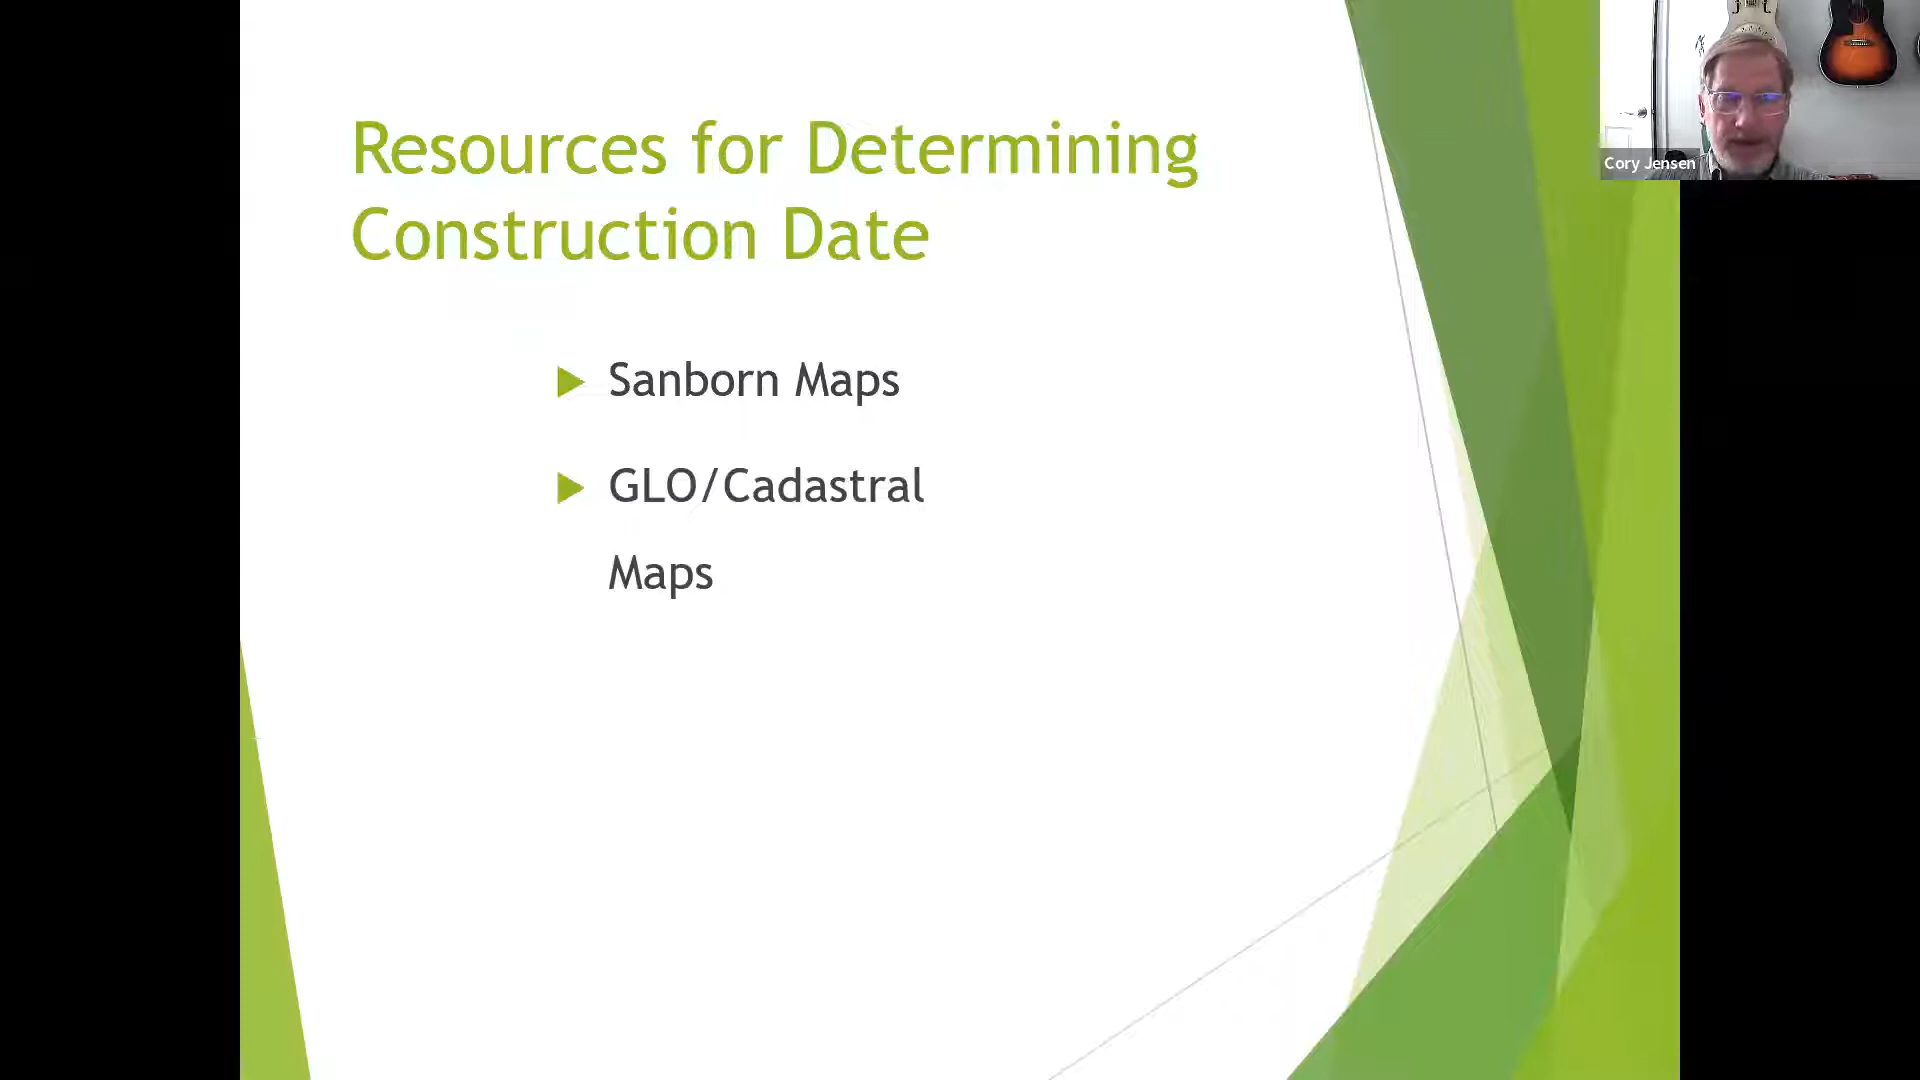 Resources for Determining
Construction Date
Sanborn Maps
GLO/Cadastral
Maps
Cory Jensen